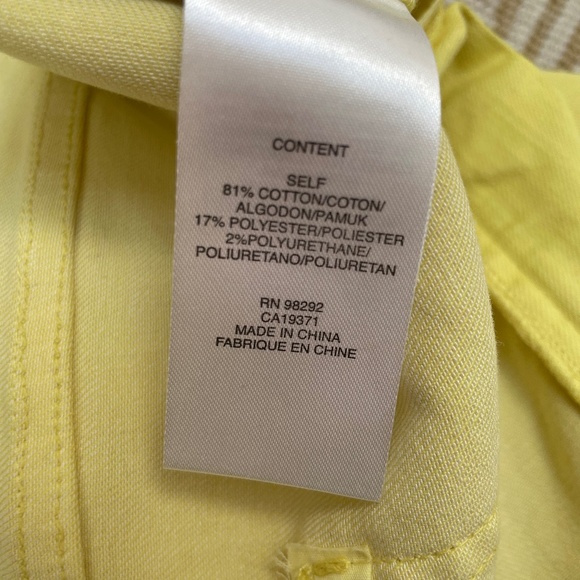 CONTENT
SELF
81% COTTON/COTON/
ALGODON/PAMUK
17% POLYESTER/POLIESTER
2%POLYURETHANE/
POLIURETANO/POLIURETAN
RN 98292
CA19371
MADE IN CHINA
FABRIQUE EN CHINE